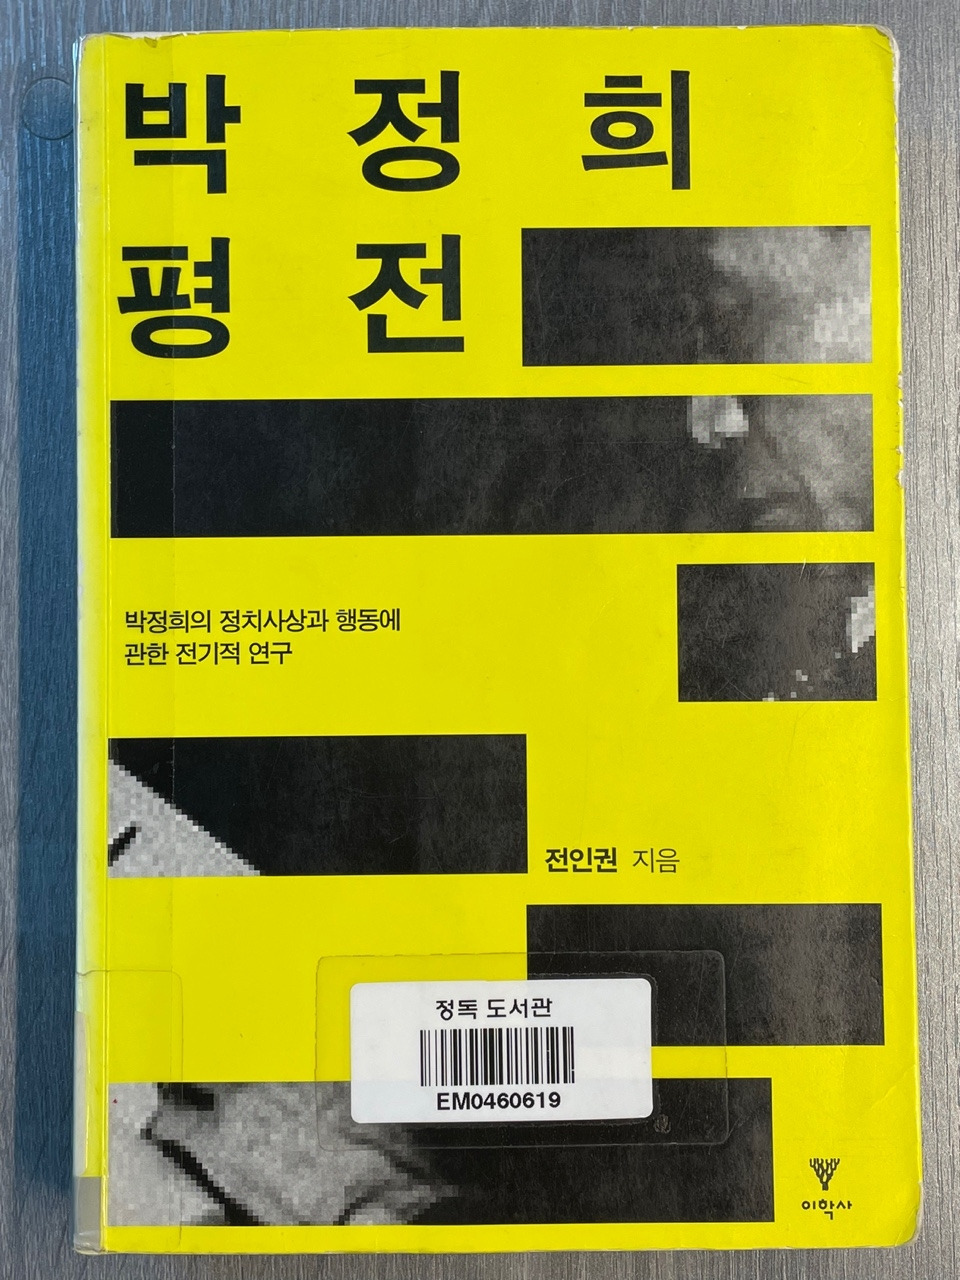 박정희
평전
박정희의 정치사상과 행동에
관한 전기적 연구
전인권 지음
정독 도서관
EM0460619
이학사